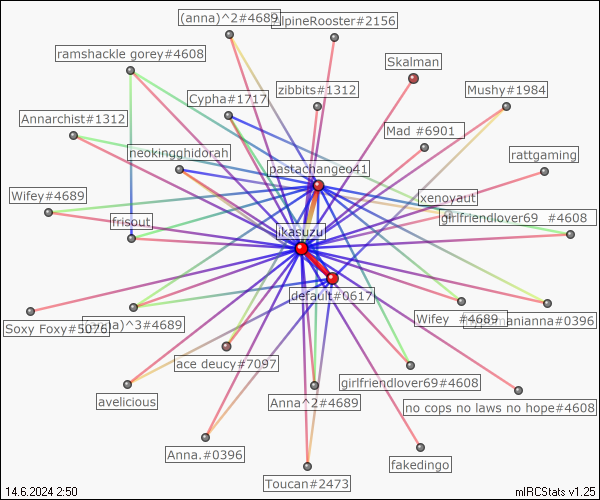 (anna)^2#4689
AlpineRooster#2156
ramshackle gorey#4608
Skalman
Cypha#1717
zibbits#1312
Mushy#1984
Annarchist#1312
Mad #6901
neokingghidorah
pastachangeo41
rattgaming
Wifey#4689
xenoyaut
frisout
girlfriendlover69 #4608
ikasuzu
default#0617
Soxy Foxy#5076
)^3#4689
Wifey #4689
manianna#0396
ace deucy#7097
girlfriendlover69#4608
avelicious
Anna^2#4689
no cops no laws no hope#4608
Anna.#0396
fakedingo
Toucan#2473
14.6.2024 2:50
mIRCStats v1.25